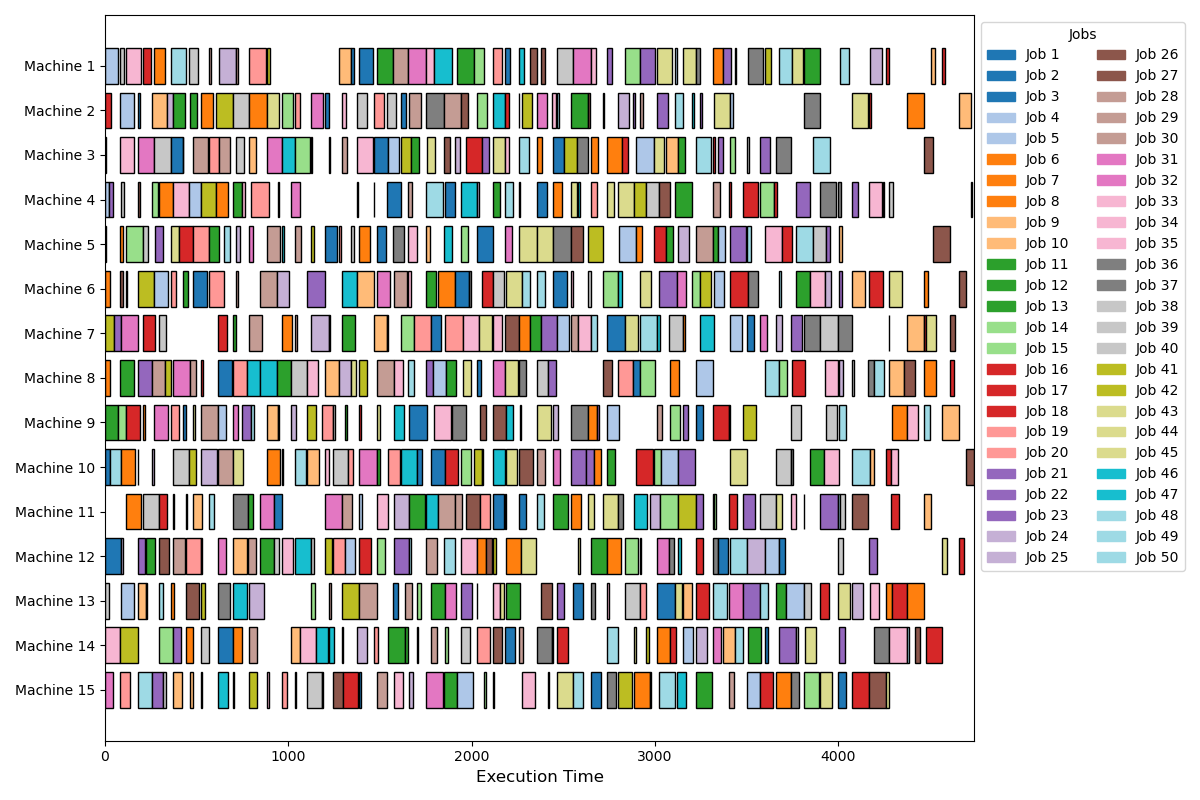 Machine 1
Machine 2
Machine 3
Machine 4
Machine 5
Machine 6
Machine 7
Machine 8
Machine 9
Machine 10
Machine 11
Machine 12
Machine 13
Machine 14
Machine 15
0 1000 2000 3000 4000
Execution Time
Jobs
Job 1
Job 2
Job 3
Job 4
Job 5
Job 6
Job 7
Job 8
Job 9
Job 10
Job 11
Job 12
Job 13
Job 14
Job 15
Job 16
Job 17
Job 18
Job 19
Job 20
Job 21
Job 22
Job 23
Job 24
Job 25
Job 26
Job 27
Job 28
Job 29
Job 30
Job 31
Job 32
Job 33
Job 34
Job 35
Job 36
Job 37
Job 38
Job 39
Job 40
Job 41
Job 42
Job 43
Job 44
Job 45
Job 46
Job 47
Job 48
Job 49
Job 50